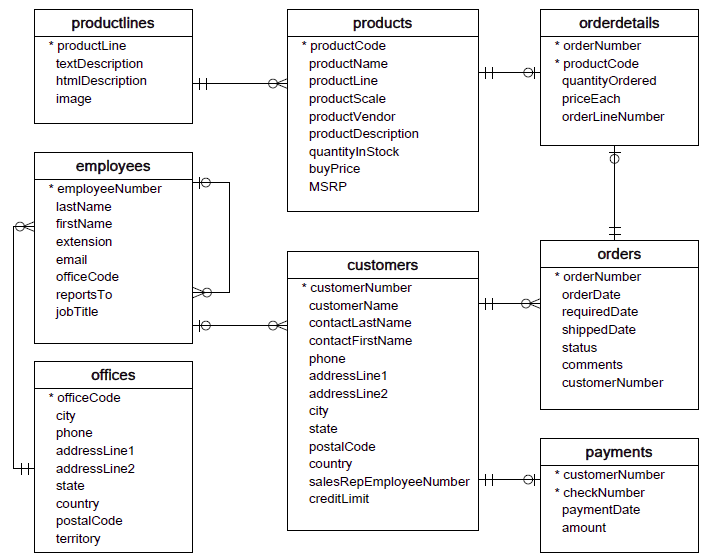 productlines
* productLine
textDescription
htmlDescription
image
products
* productCode
productName
productLine
productScale
productVendor
productDescription
quantityInStock
buyPrice
MSRP
orderdetails
* orderNumber
* productCode
quantityOrdered
priceEach
orderLineNumber
employees
* employeeNumber
lastName
firstName
extension
email
officeCode
reportsTo
jobTitle
customers
* customerNumber
customerName
contactLastName
contactFirstName
phone
addressLine1
addressLine2
city
state
postalCode
country
salesRepEmployeeNumber
creditLimit
orders
* orderNumber
orderDate
requiredDate
shippedDate
status
comments
customerNumber
offices
* officeCode
city
phone
addressLine1
addressLine2
state
country
postalCode
territory
payments
* customerNumber
* checkNumber
paymentDate
amount